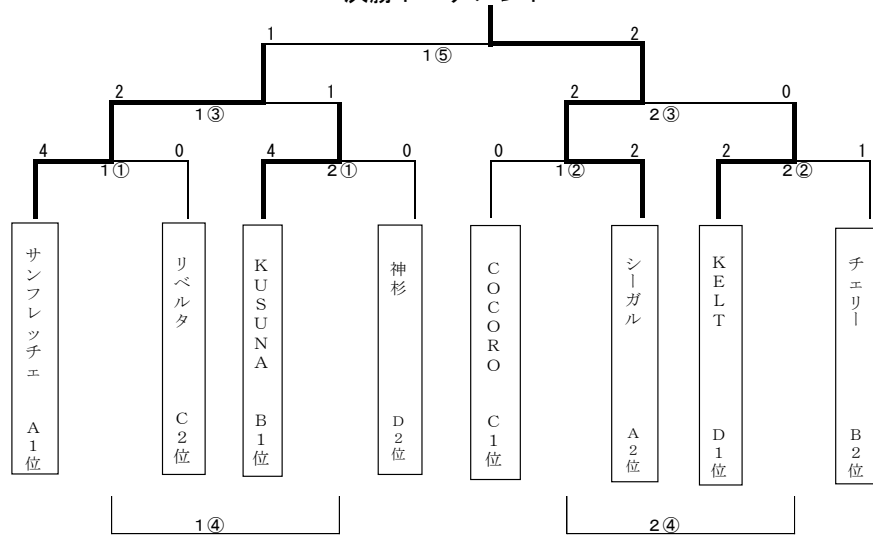 決勝トーナメント
1 2
1⑤
2 1 2 0
1③ 2③
4 0 4 0 0 2 2 1
1① 2① 1② 2②
サンフレッチェ A1位
リベルタ C2位
KUSUNA B1位
神杉 D2位
COCORO C1位
シーガル A2位
KELT D1位
チェリー B2位
1④ 2④